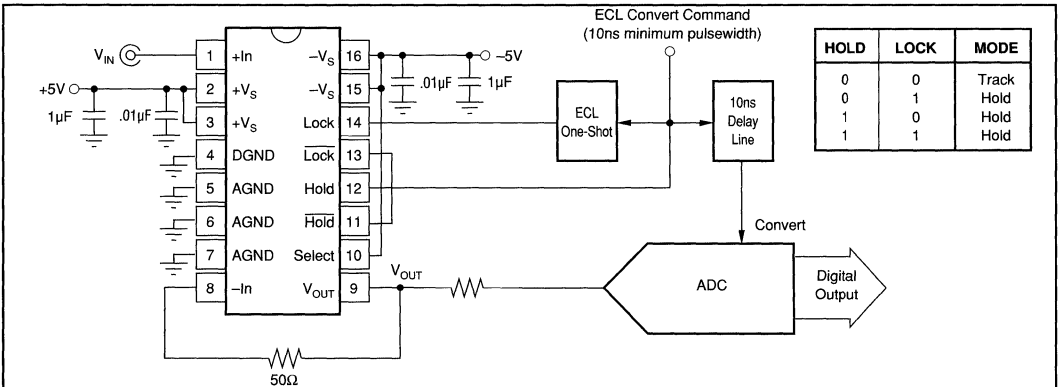 ECL Convert Command
(10ns minimum pulsewidth)
HOLD LOCK MODE
0 0 Track
0 1 Hold
1 0 Hold
1 1 Hold
V_IN 1 +In –V_S 16 –5V
+5V 2 +V_S –V_S 15 .01μF 1μF
1μF .01μF 3 +V_S Lock 14
ECL
One-Shot
10ns
Delay
Line
4 DGND L̅o̅c̅k̅ 13
5 AGND Hold 12
6 AGND H̅o̅l̅d̅ 11
7 AGND Select 10
8 –In V_OUT 9
V_OUT
Convert
ADC
Digital
Output
50Ω